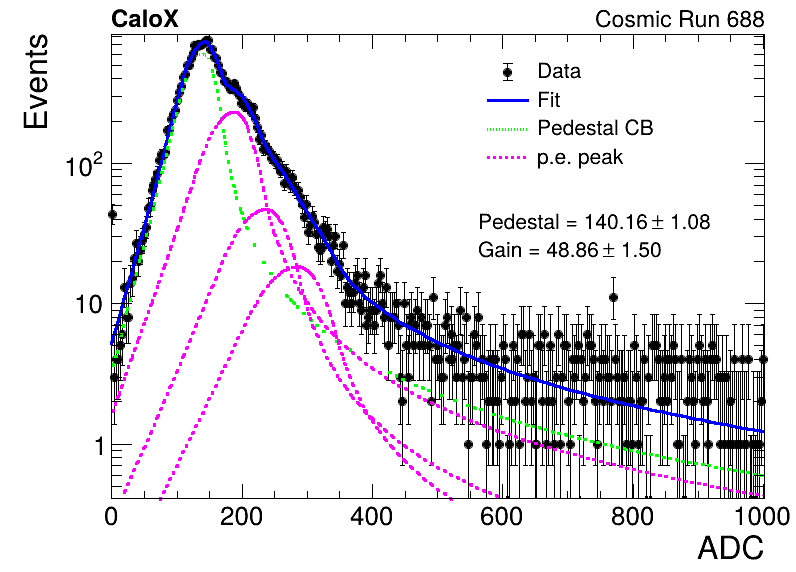 CaloX
Cosmic Run 688
Events
Data
Fit
Pedestal CB
p.e. peak
Pedestal = 140.16 ± 1.08
Gain = 48.86 ± 1.50
10²
10
1
0 200 400 600 800 1000
ADC